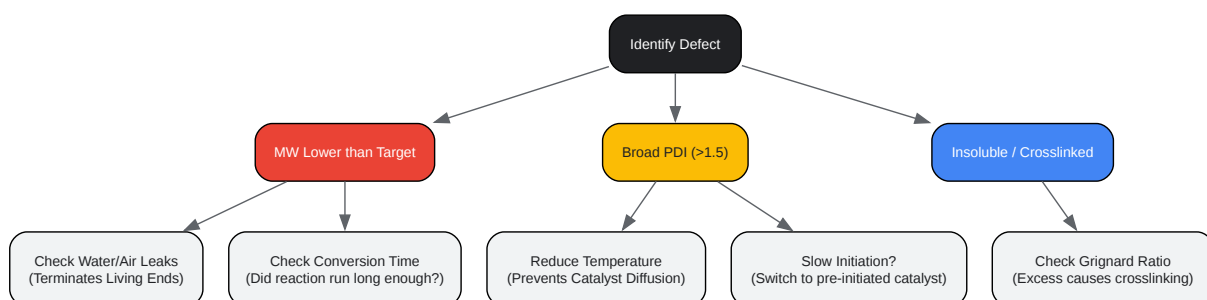 Identify Defect
MW Lower than Target
Broad PDI (>1.5)
Insoluble / Crosslinked
Check Water/Air Leaks
(Terminates Living Ends)
Check Conversion Time
(Did reaction run long enough?)
Reduce Temperature
(Prevents Catalyst Diffusion)
Slow Initiation?
(Switch to pre-initiated catalyst)
Check Grignard Ratio
(Excess causes crosslinking)